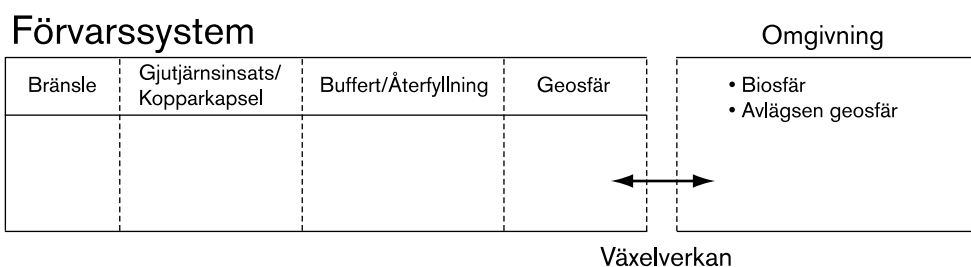 Förvarssystem
Omgivning
Bränsle
Gjutjärnsinsats/
Kopparkapsel
Buffert/Återfyllning
Geosfär
• Biosfär
• Avlägsen geosfär
Växelverkan